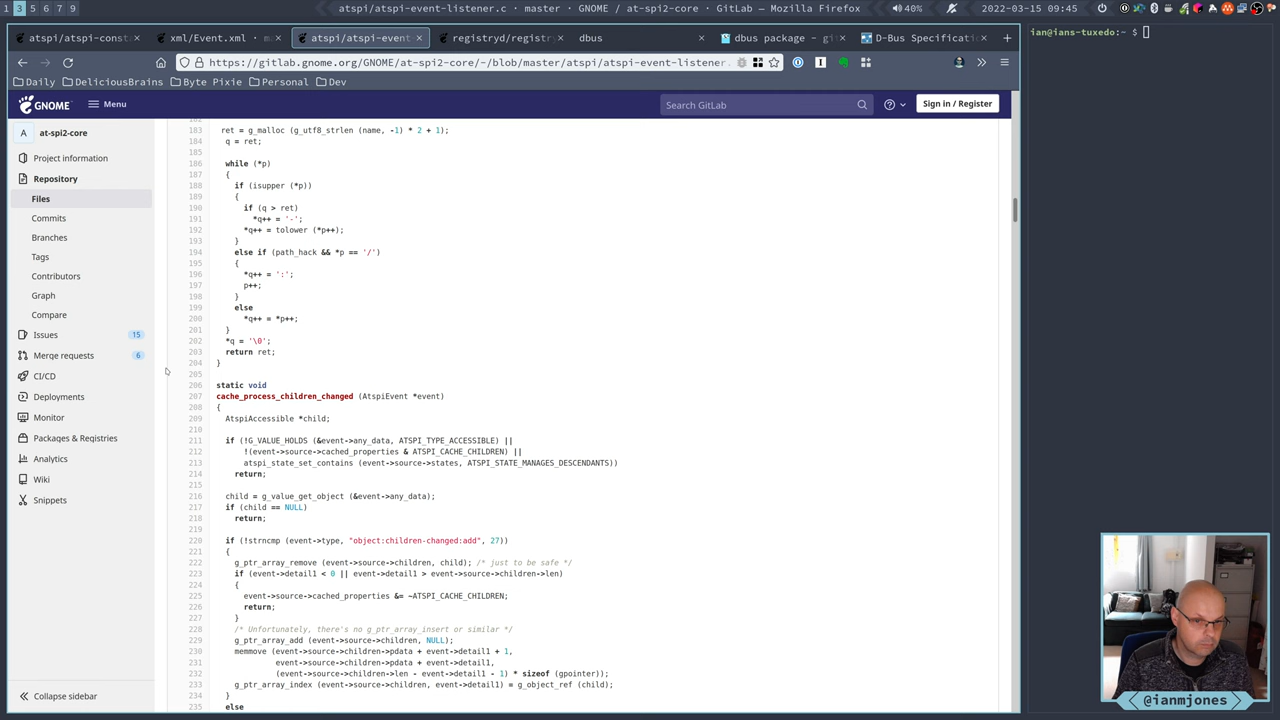 1 3 5 6 7 9
atspi/atspi-event-listener.c · master · GNOME / at-spi2-core · GitLab — Mozilla Firefox
40%
2022-03-15 09:45
atspi/atspi-const
xml/Event.xml · m
atspi/atspi-event
registryd/registry
dbus
dbus package - gi
D-Bus Specificati
https://gitlab.gnome.org/GNOME/at-spi2-core/-/blob/master/atspi/atspi-event-listener.
Daily DeliciousBrains Byte Pixie Personal Dev
GNOME
Menu
Search GitLab
Sign in / Register
A at-spi2-core
Project information
Repository
Files
Commits
Branches
Tags
Contributors
Graph
Compare
Issues 15
Merge requests 6
CI/CD
Deployments
Monitor
Packages & Registries
Analytics
Wiki
Snippets
Collapse sidebar
183 ret = g_malloc (g_utf8_strlen (name, -1) * 2 + 1);
184 q = ret;
185
186 while (*p)
187 {
188 if (isupper (*p))
189 {
190 if (q > ret)
191 *q++ = '-';
192 *q++ = tolower (*p++);
193 }
194 else if (path_hack && *p == '/')
195 {
196 *q++ = ':';
197 p++;
198 }
199 else
200 *q++ = *p++;
201 }
202 *q = '\0';
203 return ret;
204 }
205
206 static void
207 cache_process_children_changed (AtspiEvent *event)
208 {
209 AtspiAccessible *child;
210
211 if (!G_VALUE_HOLDS (&event->any_data, ATSPI_TYPE_ACCESSIBLE) ||
212 !(event->source->cached_properties & ATSPI_CACHE_CHILDREN) ||
213 atspi_state_set_contains (event->source->states, ATSPI_STATE_MANAGES_DESCENDANTS))
214 return;
215
216 child = g_value_get_object (&event->any_data);
217 if (child == NULL)
218 return;
219
220 if (!strncmp (event->type, "object:children-changed:add", 27))
221 {
222 g_ptr_array_remove (event->source->children, child); /* just to be safe */
223 if (event->detail1 < 0 || event->detail1 > event->source->children->len)
224 {
225 event->source->cached_properties &= ~ATSPI_CACHE_CHILDREN;
226 return;
227 }
228 /* Unfortunately, there's no g_ptr_array_insert or similar */
229 g_ptr_array_add (event->source->children, NULL);
230 memmove (event->source->children->pdata + event->detail1 + 1,
231 event->source->children->pdata + event->detail1,
232 (event->source->children->len - event->detail1 - 1) * sizeof (gpointer));
233 g_ptr_array_index (event->source->children, event->detail1) = g_object_ref (child);
234 }
235 else
ian@ians-tuxedo:~ $
@ianmjones